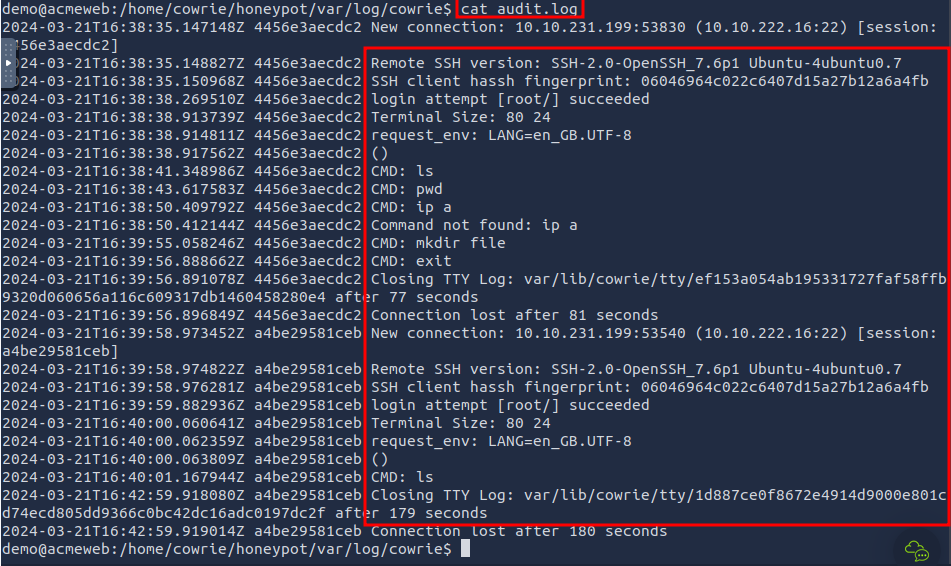 demo@acmeweb:/home/cowrie/honeypot/var/log/cowrie$ cat audit.log
2024-03-21T16:38:35.147148Z 4456e3aecdc2 New connection: 10.10.231.199:53830 (10.10.222.16:22) [session:
456e3aecdc2]
024-03-21T16:38:35.148827Z 4456e3aecdc2 Remote SSH version: SSH-2.0-OpenSSH_7.6p1 Ubuntu-4ubuntu0.7
024-03-21T16:38:35.150968Z 4456e3aecdc2 SSH client hassh fingerprint: 06046964c022c6407d15a27b12a6a4fb
2024-03-21T16:38:38.269510Z 4456e3aecdc2 login attempt [root/] succeeded
2024-03-21T16:38:38.913739Z 4456e3aecdc2 Terminal Size: 80 24
2024-03-21T16:38:38.914811Z 4456e3aecdc2 request_env: LANG=en_GB.UTF-8
2024-03-21T16:38:38.917562Z 4456e3aecdc2 ()
2024-03-21T16:38:41.348986Z 4456e3aecdc2 CMD: ls
2024-03-21T16:38:43.617583Z 4456e3aecdc2 CMD: pwd
2024-03-21T16:38:50.409792Z 4456e3aecdc2 CMD: ip a
2024-03-21T16:38:50.412144Z 4456e3aecdc2 Command not found: ip a
2024-03-21T16:39:55.058246Z 4456e3aecdc2 CMD: mkdir file
2024-03-21T16:39:56.888662Z 4456e3aecdc2 CMD: exit
2024-03-21T16:39:56.891078Z 4456e3aecdc2 Closing TTY Log: var/lib/cowrie/tty/ef153a054ab195331727faf58ffb
9320d060656a116c609317db1460458280e4 after 77 seconds
2024-03-21T16:39:56.896849Z 4456e3aecdc2 Connection lost after 81 seconds
2024-03-21T16:39:58.973452Z a4be29581ceb New connection: 10.10.231.199:53540 (10.10.222.16:22) [session:
a4be29581ceb]
2024-03-21T16:39:58.974822Z a4be29581ceb Remote SSH version: SSH-2.0-OpenSSH_7.6p1 Ubuntu-4ubuntu0.7
2024-03-21T16:39:58.976281Z a4be29581ceb SSH client hassh fingerprint: 06046964c022c6407d15a27b12a6a4fb
2024-03-21T16:39:59.882936Z a4be29581ceb login attempt [root/] succeeded
2024-03-21T16:40:00.060641Z a4be29581ceb Terminal Size: 80 24
2024-03-21T16:40:00.062359Z a4be29581ceb request_env: LANG=en_GB.UTF-8
2024-03-21T16:40:00.063809Z a4be29581ceb ()
2024-03-21T16:40:01.167944Z a4be29581ceb CMD: ls
2024-03-21T16:42:59.918080Z a4be29581ceb Closing TTY Log: var/lib/cowrie/tty/1d887ce0f8672e4914d9000e801c
d74ecd805dd9366c0bc42dc16adc0197dc2f after 179 seconds
2024-03-21T16:42:59.919014Z a4be29581ceb Connection lost after 180 seconds
demo@acmeweb:/home/cowrie/honeypot/var/log/cowrie$